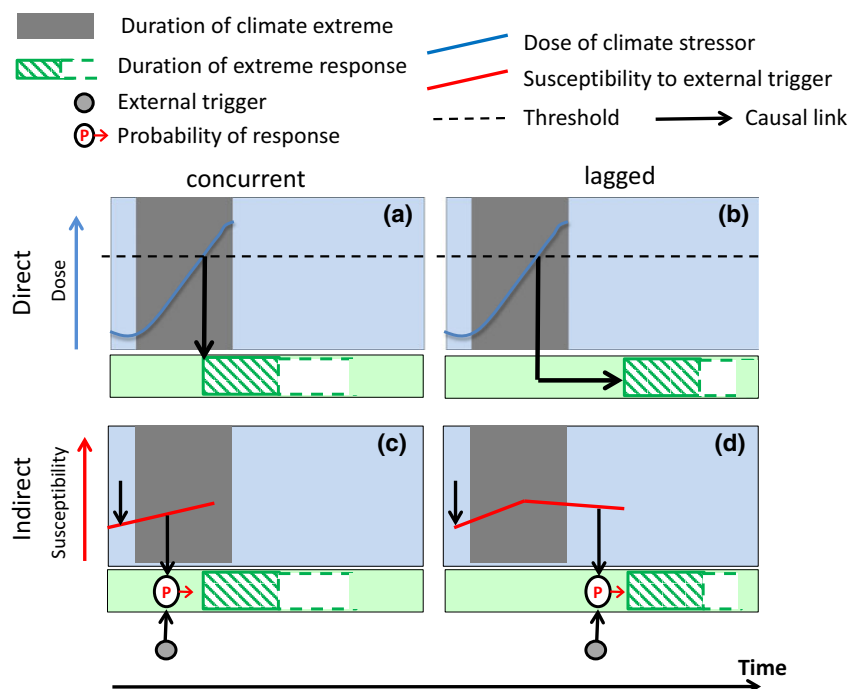 Duration of climate extreme
Duration of extreme response
External trigger
P Probability of response
Dose of climate stressor
Susceptibility to external trigger
Threshold Causal link
concurrent lagged
Direct
Dose
(a) (b)
Indirect
Susceptibility
(c) (d)
P P
Time